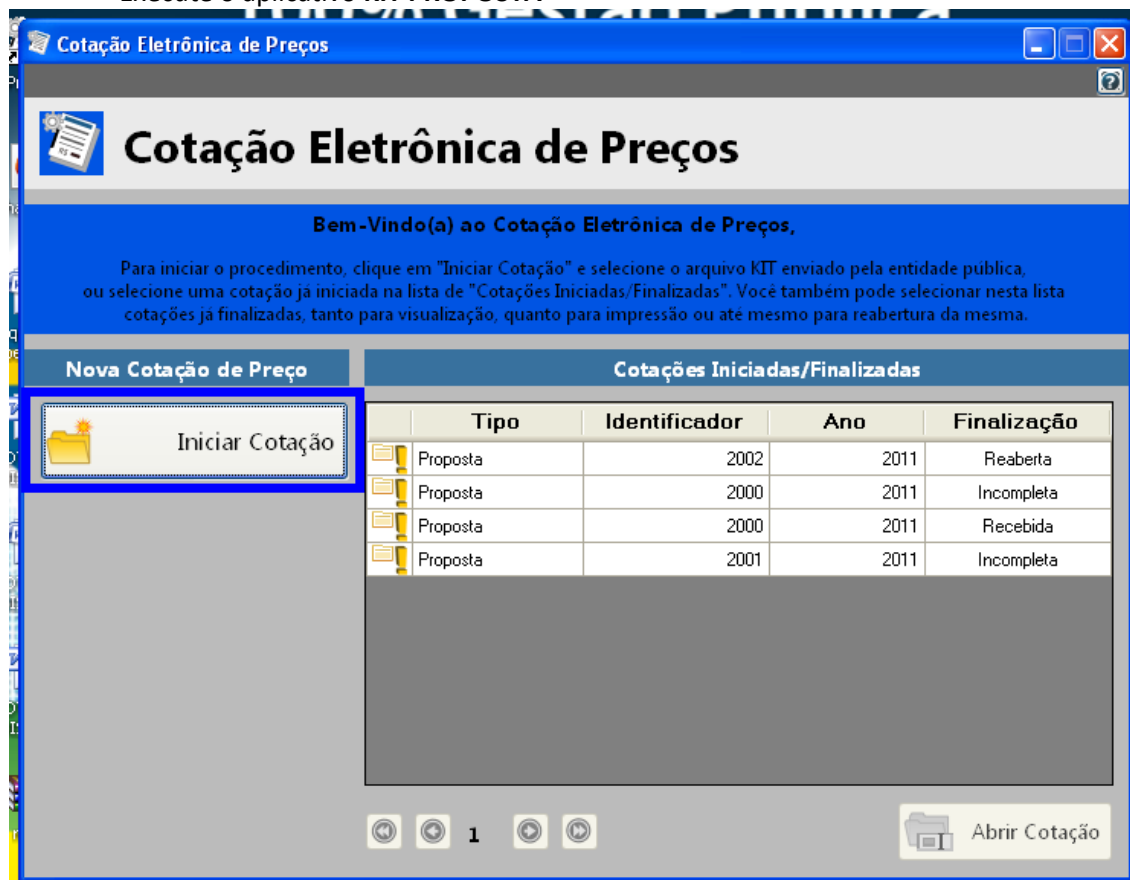 Execute o aplicativo
100% Gestão Pública
Cotação Eletrônica de Preços
Cotação Eletrônica de Preços
Bem-Vindo(a) ao Cotação Eletrônica de Preços,
Para iniciar o procedimento, clique em "Iniciar Cotação" e selecione o arquivo KIT enviado pela entidade publica,
ou selecione uma cotação já iniciada na lista de "Cotações Iniciadas/Finalizadas". Você também pode selecionar nesta lista
cotações já finalizadas, tanto para visualização, quanto para impressão ou até mesmo para reabertura da mesma.
Nova Cotação de Preço
Cotações Iniciadas/Finalizadas
Iniciar Cotação
Tipo Identificador Ano Finalização
Proposta 2002 2011 Reaberta
Proposta 2000 2011 Incompleta
Proposta 2000 2011 Recebida
Proposta 2001 2011 Incompleta
1
Abrir Cotação